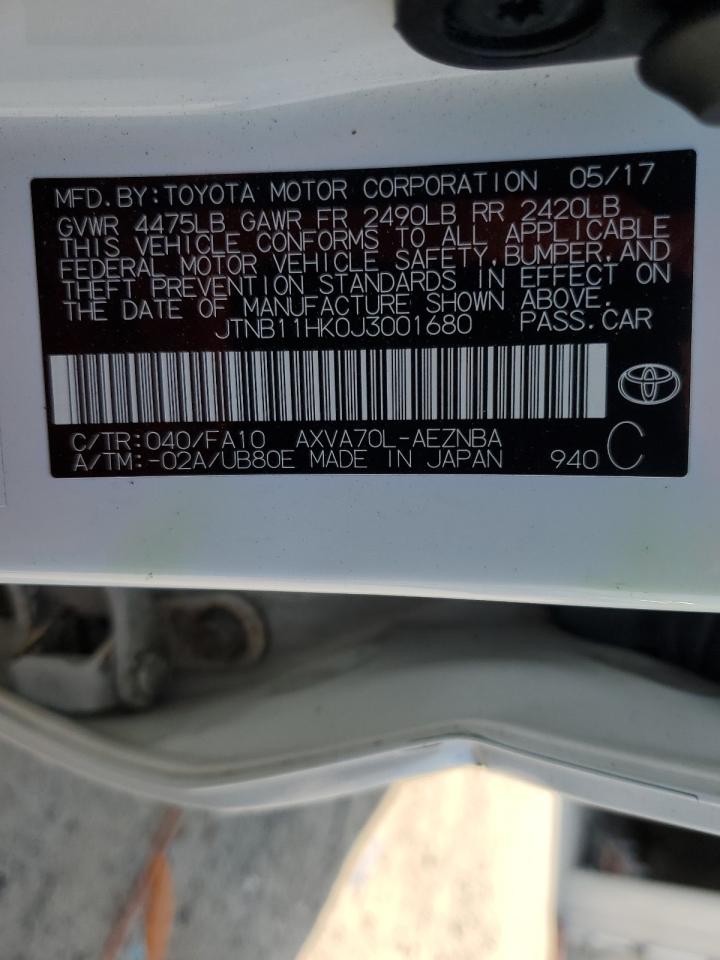 MFD.BY:TOYOTA MOTOR CORPORATION 05/17
GVWR 4475LB GAWR FR 2490LB RR 2420LB
THIS VEHICLE CONFORMS TO ALL APPLICABLE
FEDERAL MOTOR VEHICLE SAFETY,BUMPER,AND
THEFT PREVENTION STANDARDS IN EFFECT ON
THE DATE OF MANUFACTURE SHOWN ABOVE.
JTNB11HK0J3001680 PASS.CAR
C/TR:040/FA10 AXVA70L-AEZNBA
A/TM:-02A/UB80E MADE IN JAPAN 940 C